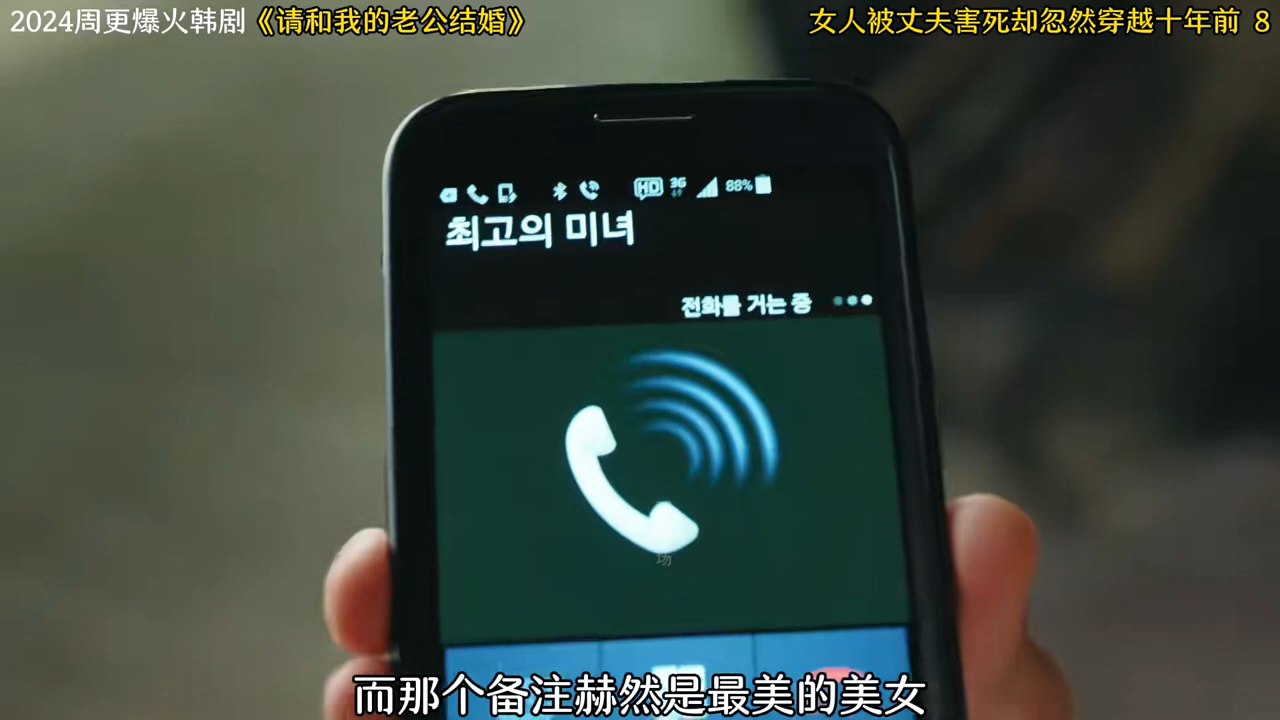 2024周更爆火韩剧《请和我的老公结婚》
女人被丈夫害死却忽然穿越十年前 8
HD 3G 88%
최고의 미녀
전화를 거는 중
场
而那个备注赫然是最美的美女